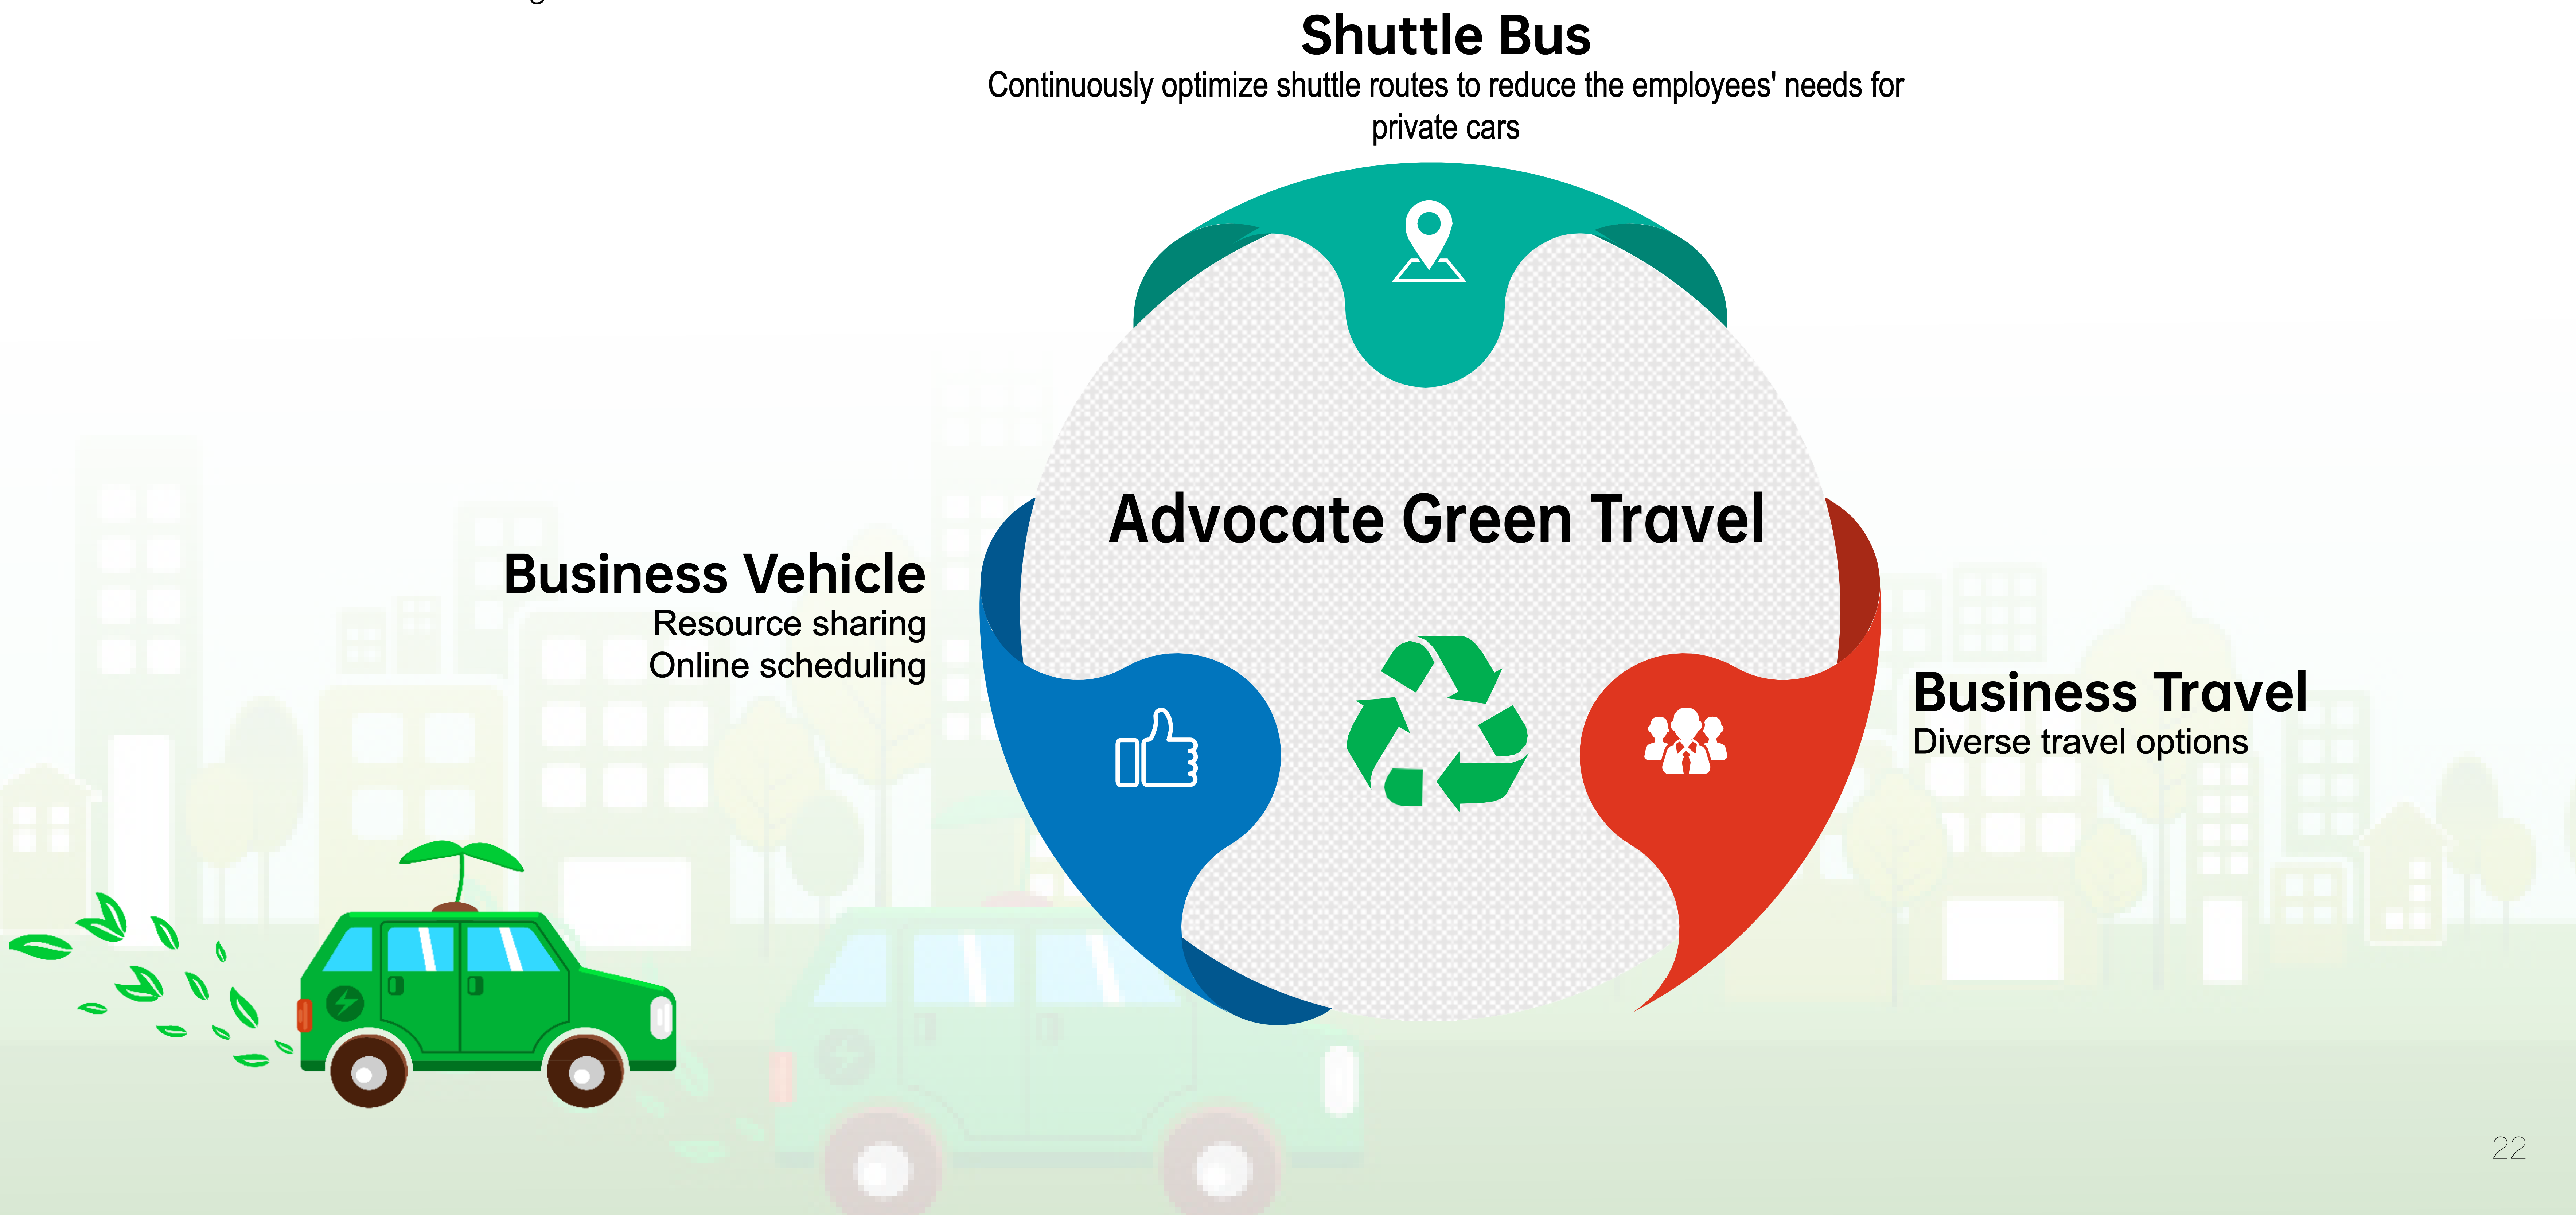 Shuttle Bus
Continuously optimize shuttle routes to reduce the employees' needs for
private cars
Advocate Green Travel
Business Vehicle
Resource sharing
Online scheduling
Business Travel
Diverse travel options
22